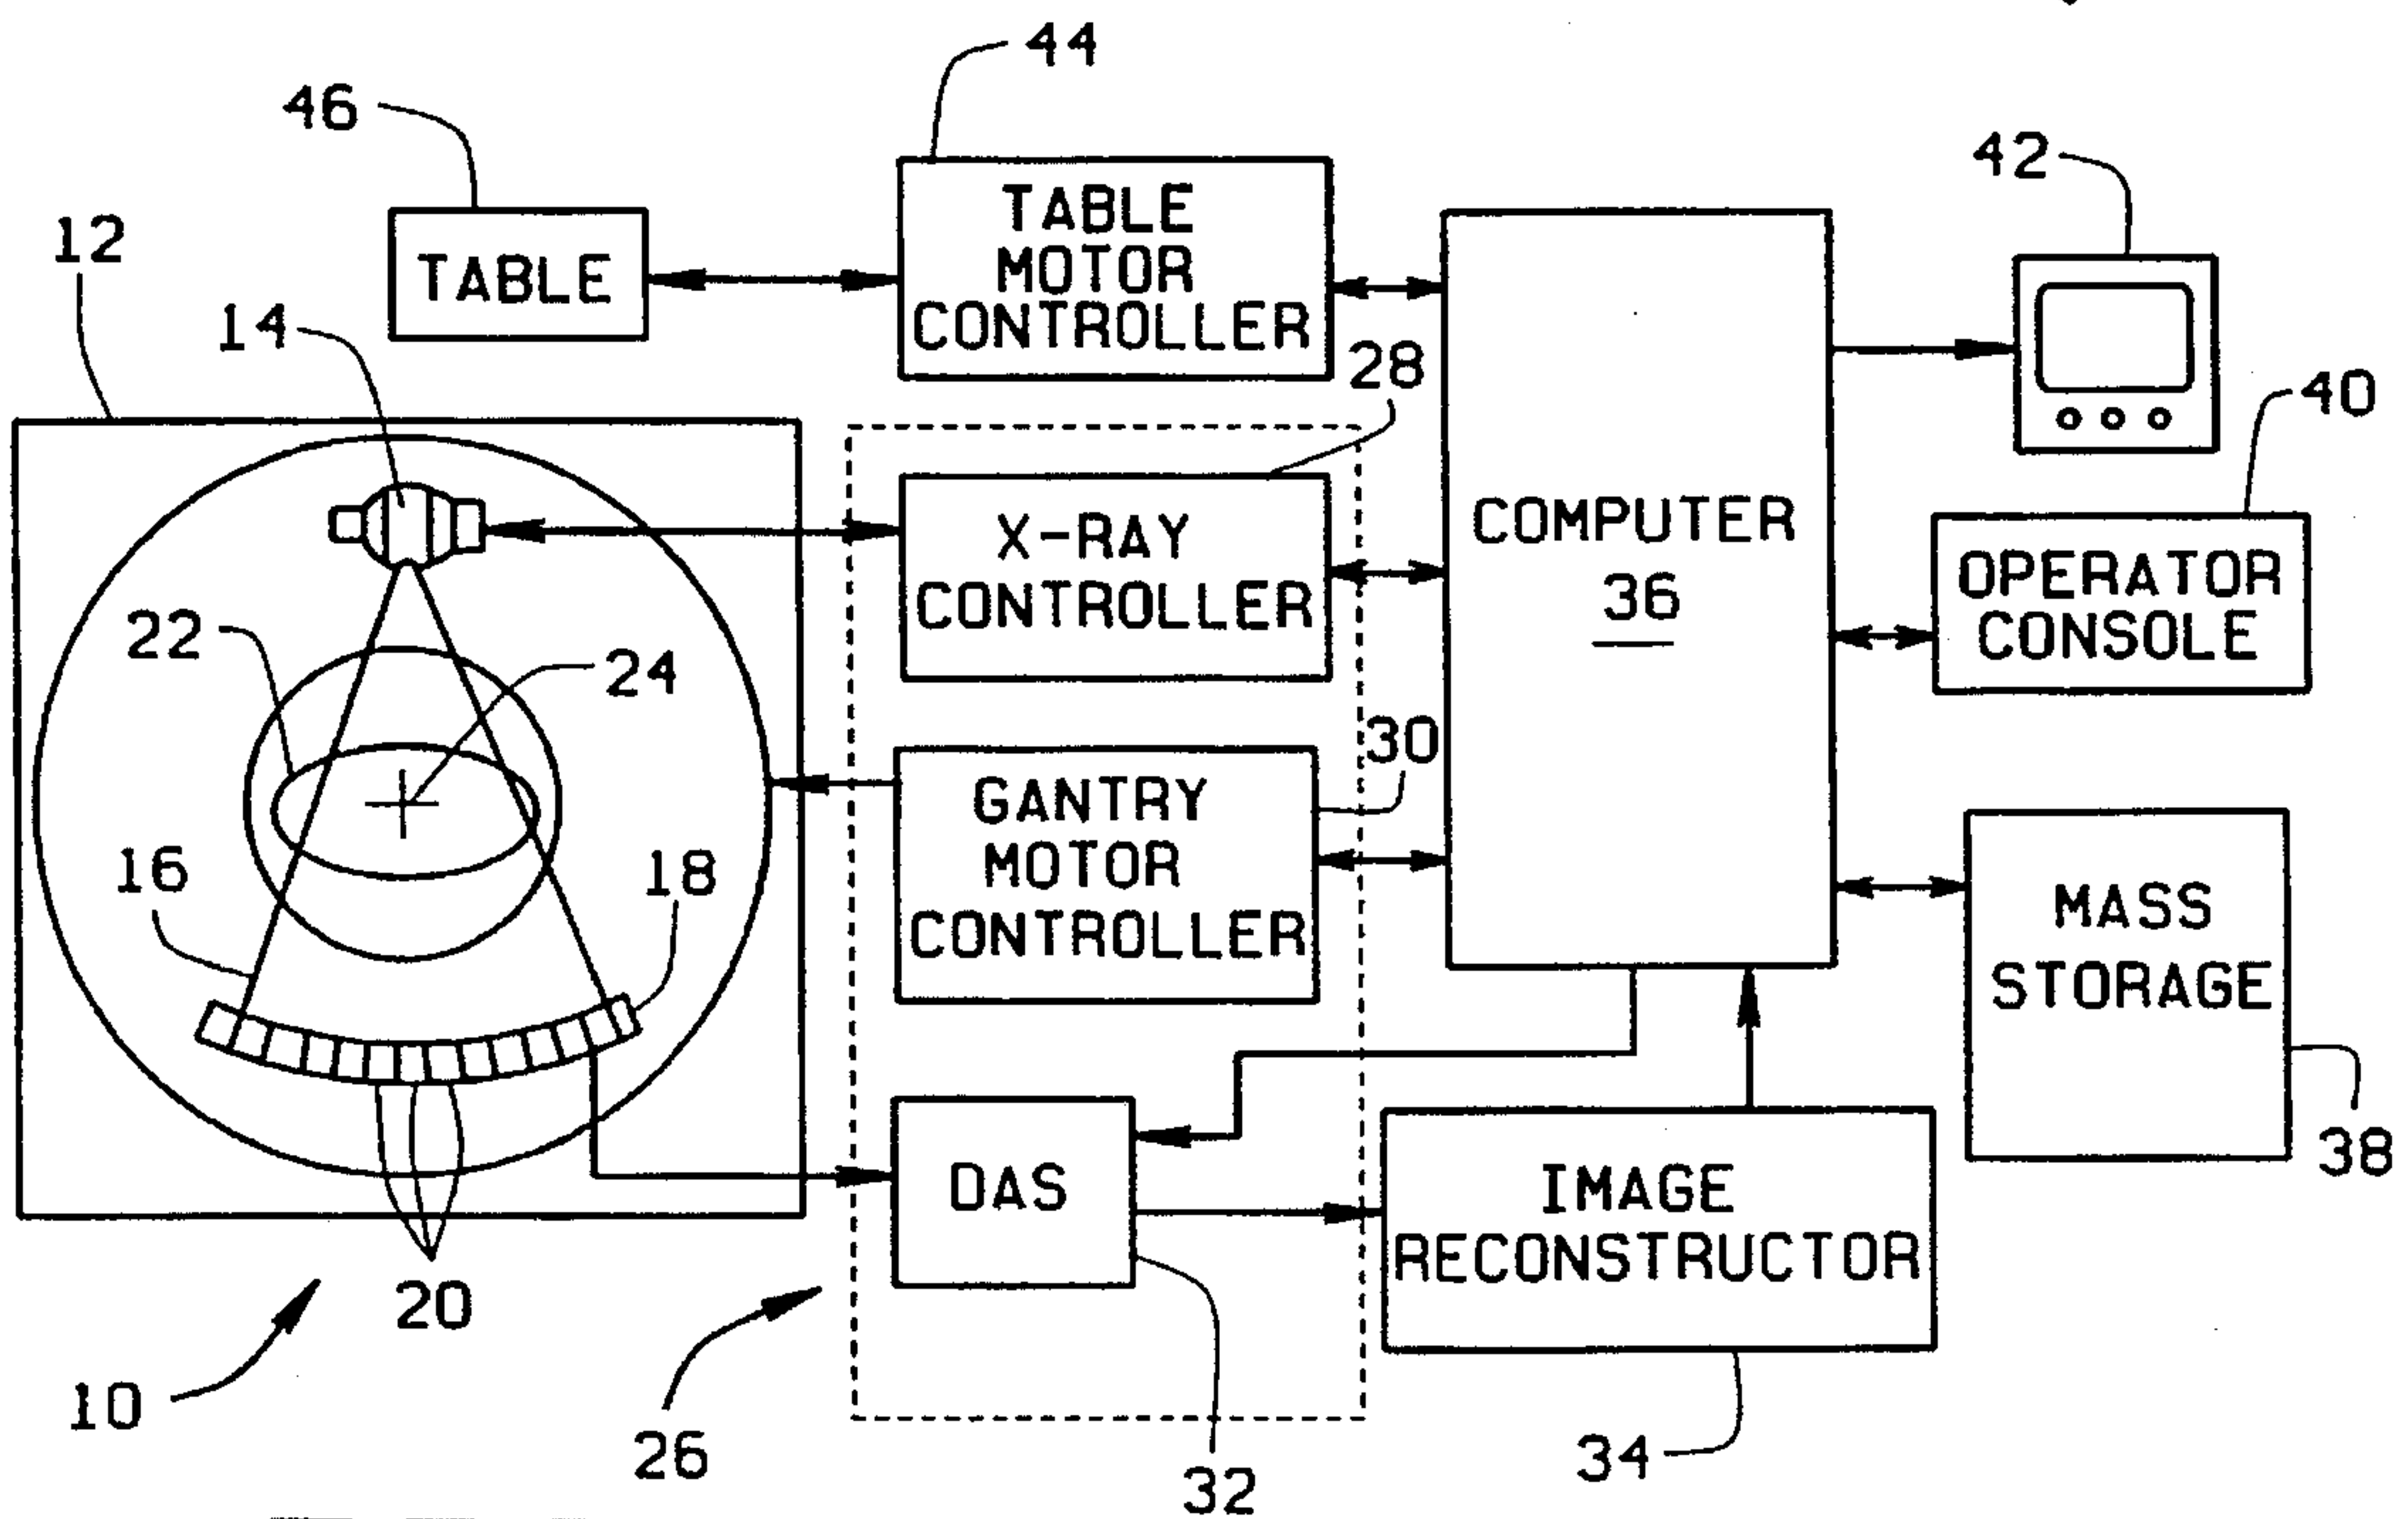 44
46
42
12
TABLE
MOTOR
CONTROLLER
TABLE
14
28
40
COMPUTER
36
X-RAY
CONTROLLER
OPERATOR
CONSOLE
22
24
30
GANTRY
MOTOR
CONTROLLER
16
18
MASS
STORAGE
38
DAS
IMAGE
RECONSTRUCTOR
20
10
26
32
34